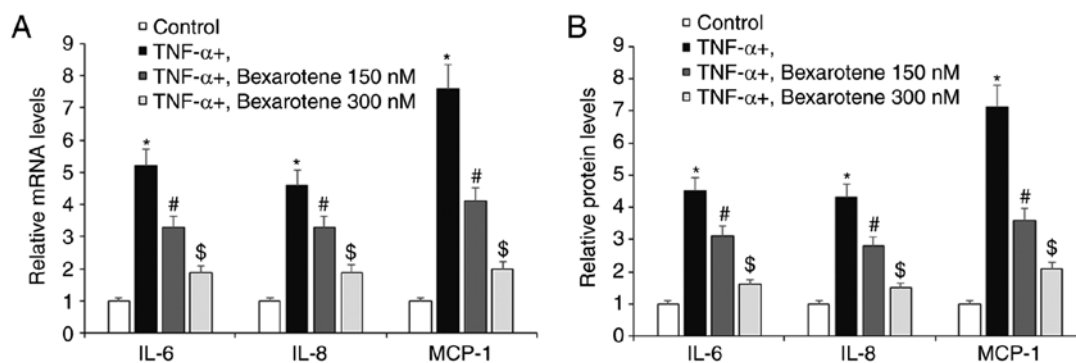 A
Control
TNF-α+,
TNF-α+, Bexarotene 150 nM
TNF-α+, Bexarotene 300 nM
Relative mRNA levels
9
8
7
6
5
4
3
2
1
0
*
#
$
*
#
$
*
#
$
IL-6 IL-8 MCP-1
B
Control
TNF-α+,
TNF-α+, Bexarotene 150 nM
TNF-α+, Bexarotene 300 nM
Relative protein levels
9
8
7
6
5
4
3
2
1
0
*
#
$
*
#
$
*
#
$
IL-6 IL-8 MCP-1